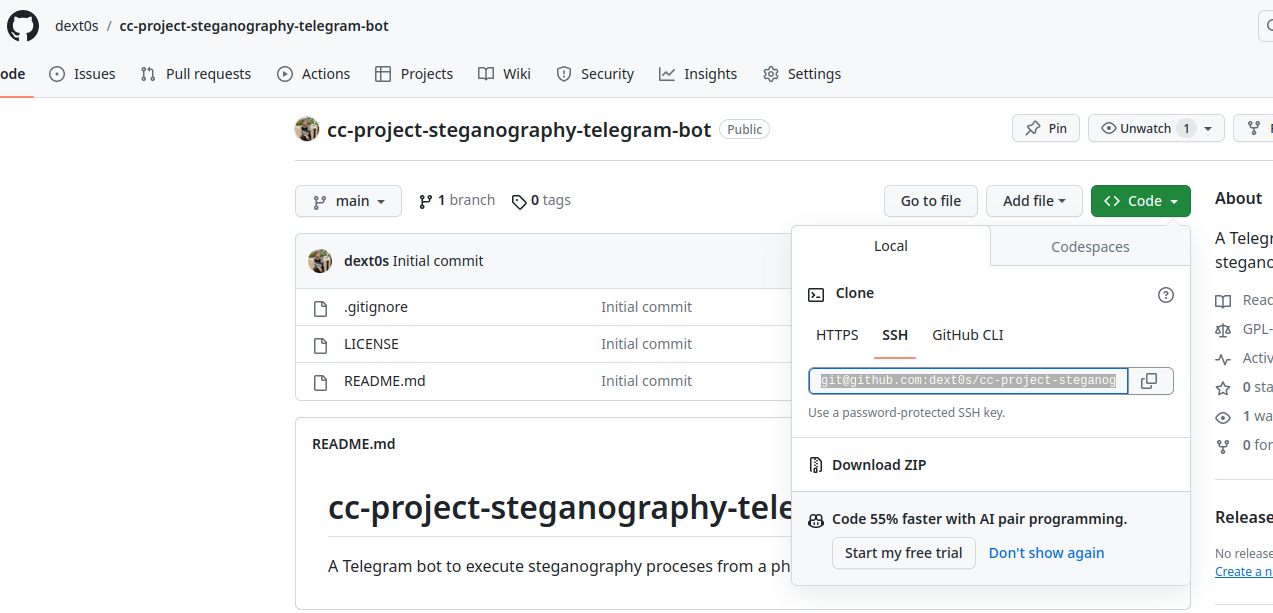 dext0s / cc-project-steganography-telegram-bot
ode Issues Pull requests Actions Projects Wiki Security Insights Settings
cc-project-steganography-telegram-bot Public
Pin Unwatch 1
main 1 branch 0 tags Go to file Add file Code
dext0s Initial commit
.gitignore Initial commit
LICENSE Initial commit
README.md Initial commit
README.md
cc-project-steganography-tele
A Telegram bot to execute steganography proceses from a ph
Local Codespaces
Clone
HTTPS SSH GitHub CLI
git@github.com:dext0s/cc-project-steganog
Use a password-protected SSH key.
Download ZIP
Code 55% faster with AI pair programming.
Start my free trial Don't show again
About
A Telegr
stegano
Read
GPL-
Activ
0 sta
1 wa
0 for
Release
No release
Create a n